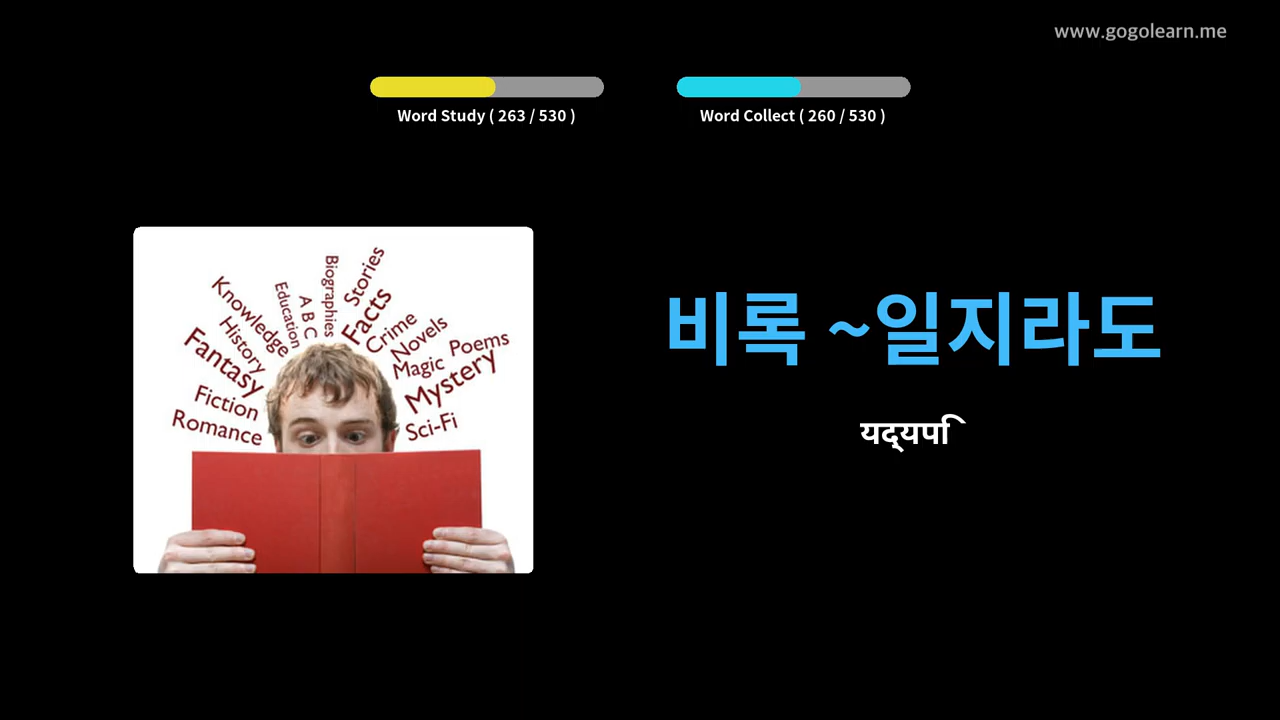 www.gogolearn.me
Word Study ( 263 / 530 )
Word Collect ( 260 / 530 )
Biographies
Stories
Education
A B C
Facts
Knowledge
Crime
History
Novels
Fantasy
Magic
Poems
Mystery
Fiction
Romance
Sci-Fi
비록 ~일지라도
यद्यपि